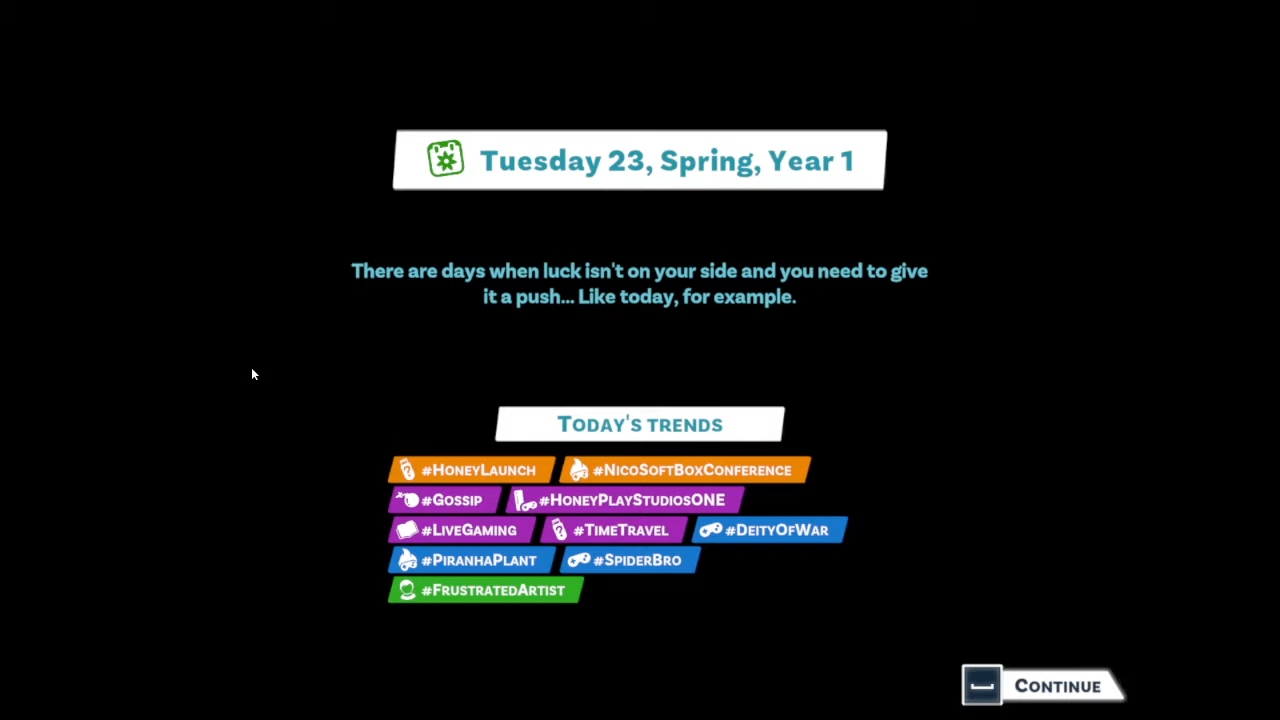 Tuesday 23, Spring, Year 1
There are days when luck isn't on your side and you need to give
it a push... Like today, for example.
Today's trends
#HoneyLaunch #NicoSoftBoxConference
#Gossip #HoneyPlayStudiosONE
#LiveGaming #TimeTravel #DeityOfWar
#PiranhaPlant #SpiderBro
#FrustratedArtist
Continue